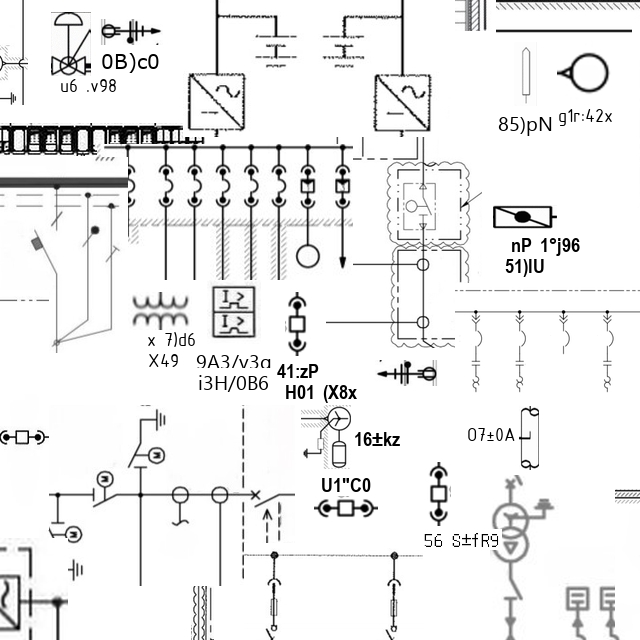 0B)c0
u6 .v98
85)pN
g1r:42x
nP 1°j96
51)IU
x 7)d6
X49
9A3/v3g
i3H/0B6
41:zP
H01 (X8x
16±kz
U1"C0
07±0A
56 S±fR9